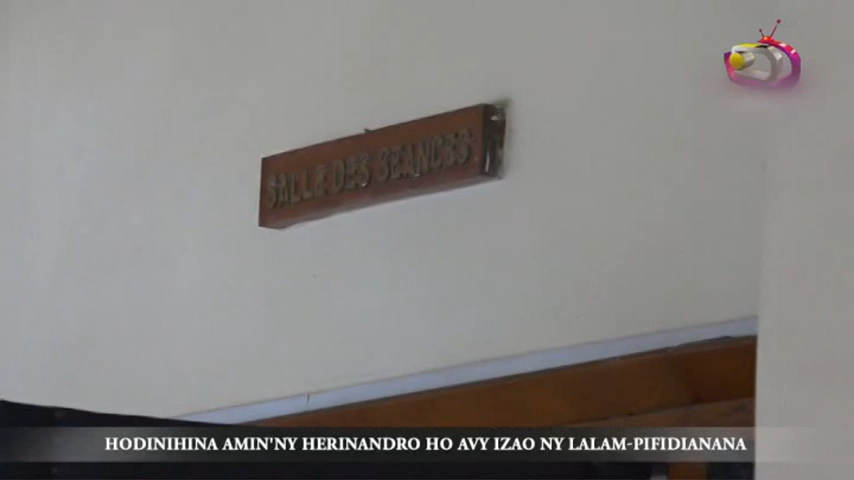 SALLE DES SEANCES
HODINIHINA AMIN'NY HERINANDRO HO AVY IZAO NY LALAM-PIFIDIANANA